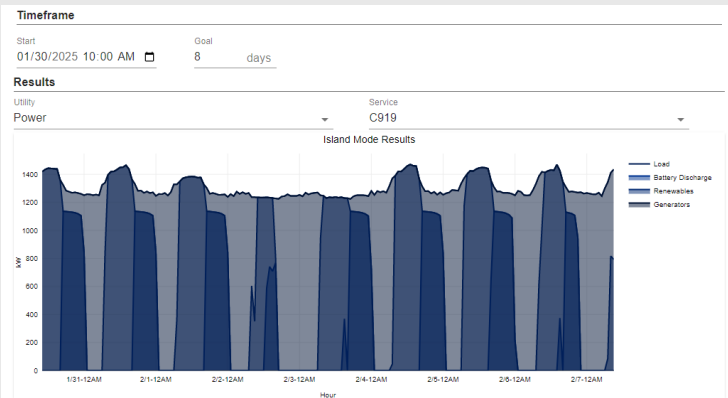 Timeframe
Start
Goal
01/30/2025 10:00 AM
8
days
Results
Utility
Service
Power
C919
Island Mode Results
Load
Battery Discharge
Renewables
Generators
1400
1200
1000
800
600
400
200
0
kW
1/31-12AM
2/1-12AM
2/2-12AM
2/3-12AM
2/4-12AM
2/5-12AM
2/6-12AM
2/7-12AM
Hour